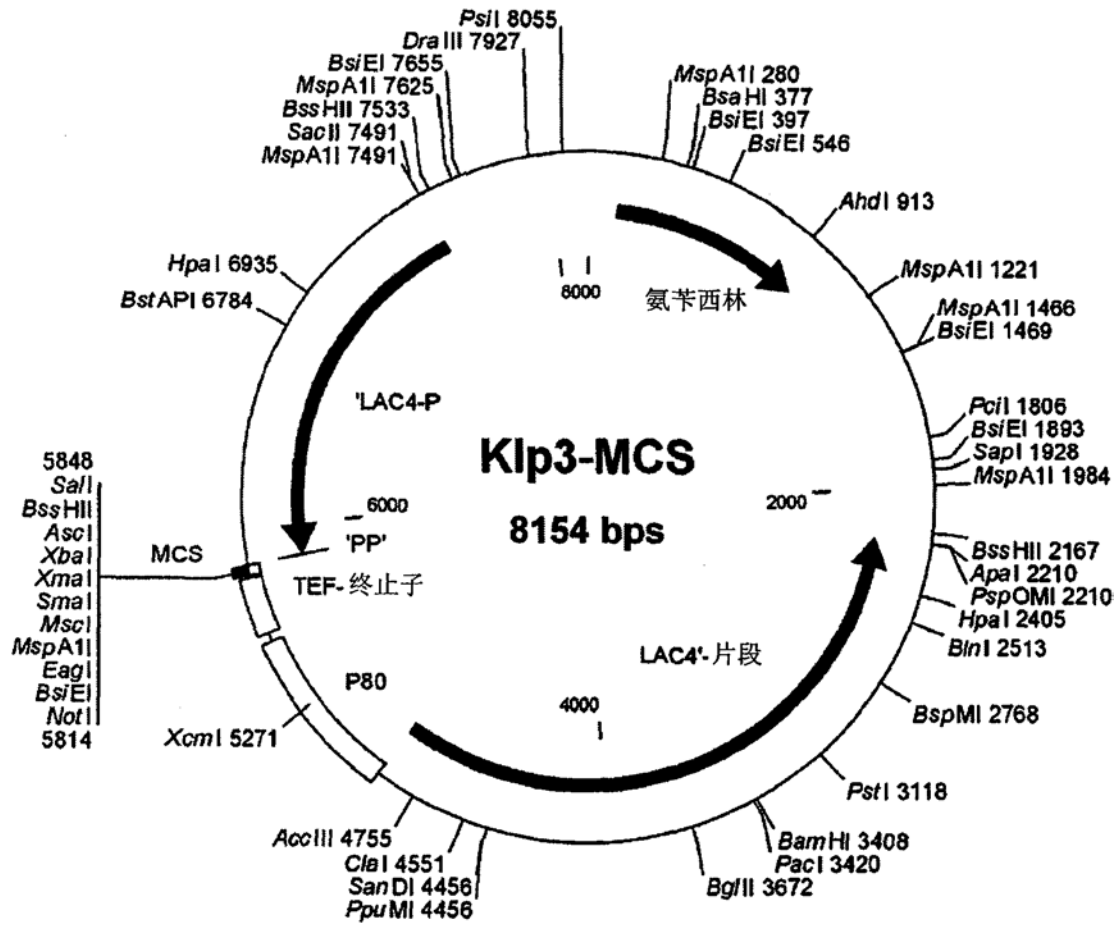 PsiI 8055
DraIII 7927
BsiEI 7655
MspA1I 7625
BssHII 7533
SacII 7491
MspA1I 7491
HpaI 6935
BstAPI 6784
MspA1I 280
BsaHI 377
BsiEI 397
BsiEI 546
AhdI 913
MspA1I 1221
MspA1I 1466
BsiEI 1469
PciI 1806
BsiEI 1893
SapI 1928
MspA1I 1984
BssHII 2167
ApaI 2210
PspOMI 2210
HpaI 2405
BlnI 2513
BspMI 2768
PstI 3118
BamHI 3408
PacI 3420
BglII 3672
PpuMI 4456
SanDI 4456
ClaI 4551
AccIII 4755
XcmI 5271
5848
SalI
BssHII
AscI
XbaI
XmaI
SmaI
MscI
MspA1I
EagI
BsiEI
NotI
5814
MCS
8000
氨苄西林
'LAC4-P
Klp3-MCS
8154 bps
2000
6000
'PP'
TEF-终止子
P80
LAC4'-片段
4000